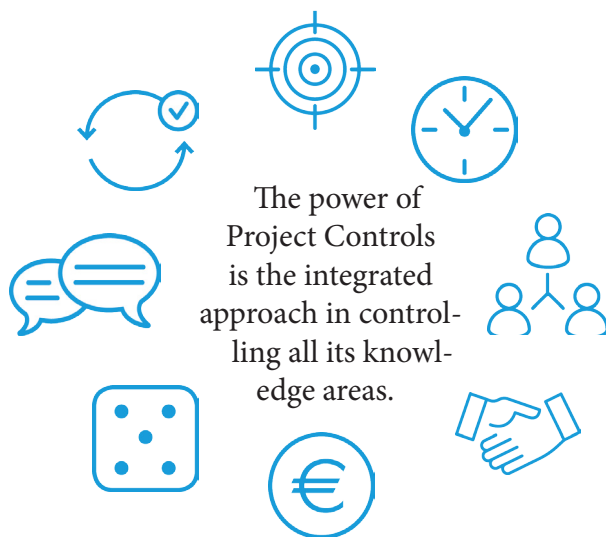 The power of
Project Controls
is the integrated
approach in control-
ling all its knowl-
edge areas.
€